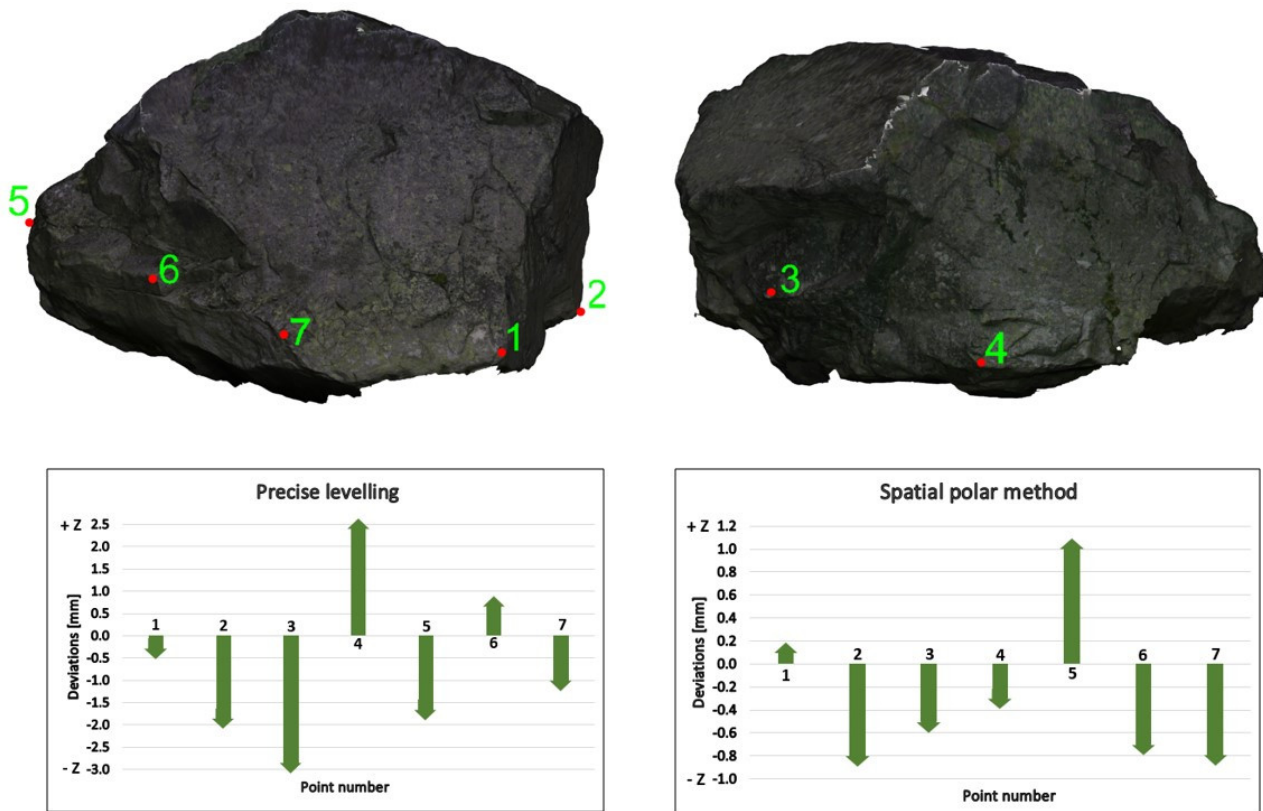 5
6
7
1
2
3
4
Precise levelling
+ Z 2.5
2.0
1.5
1.0
0.5
0.0
-0.5
-1.0
-1.5
-2.0
-2.5
- Z -3.0
Deviations [mm]
1 2 3 4 5 6 7
Point number
Spatial polar method
+ Z 1.2
1.0
0.8
0.6
0.4
0.2
0.0
-0.2
-0.4
-0.6
-0.8
- Z -1.0
Deviations [mm]
1 2 3 4 5 6 7
Point number